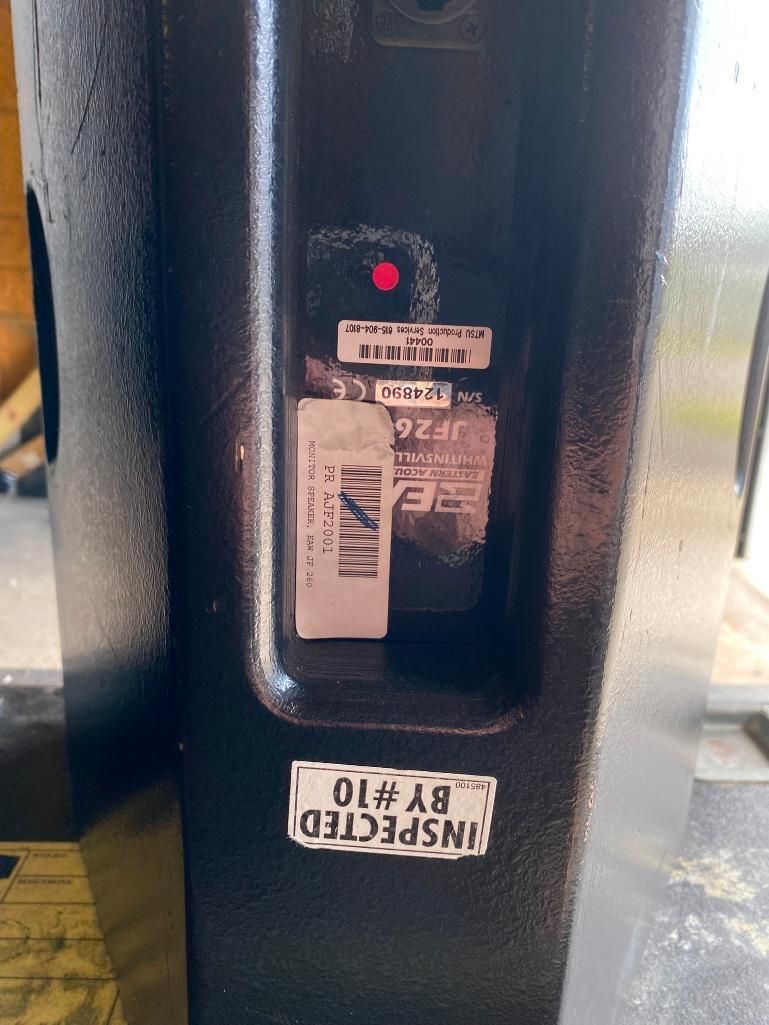 INSPECTED
BY #10
485100
EASTERN ACOU
WHITINSVILL
JF26
S/N 124890 CE
00441
MTSU Production Services 615-904-8107
PR AJF2001
MONITOR SPEAKER, EAW JF 260